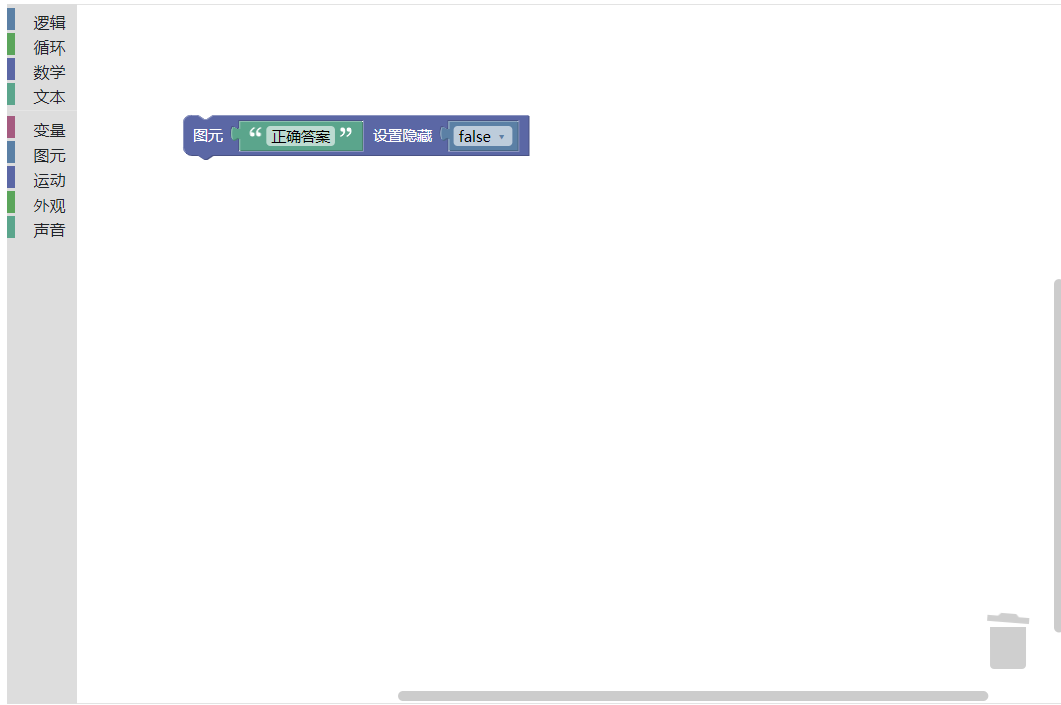 逻辑
循环
数学
文本
变量
图元
运动
外观
声音
图元 “ 正确答案 ” 设置隐藏 false